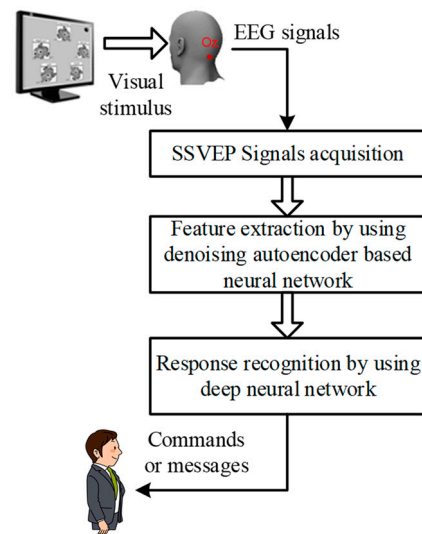 Oz
EEG signals
Visual
stimulus
SSVEP Signals acquisition
Feature extraction by using
denoising autoencoder based
neural network
Response recognition by using
deep neural network
Commands
or messages